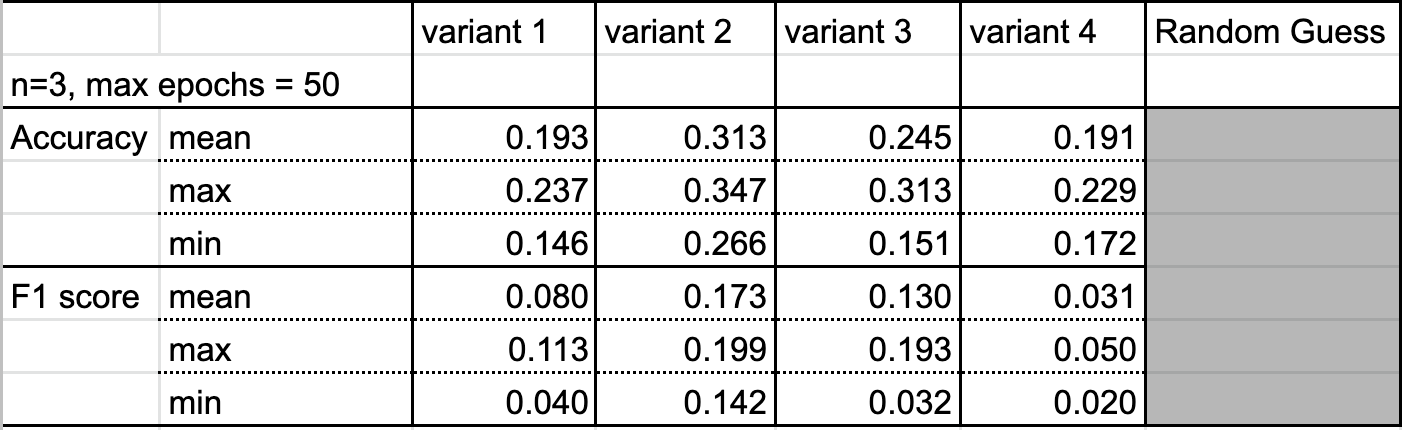 variant 1 variant 2 variant 3 variant 4 Random Guess
n=3, max epochs = 50
Accuracy mean 0.193 0.313 0.245 0.191
max 0.237 0.347 0.313 0.229
min 0.146 0.266 0.151 0.172
F1 score mean 0.080 0.173 0.130 0.031
max 0.113 0.199 0.193 0.050
min 0.040 0.142 0.032 0.020